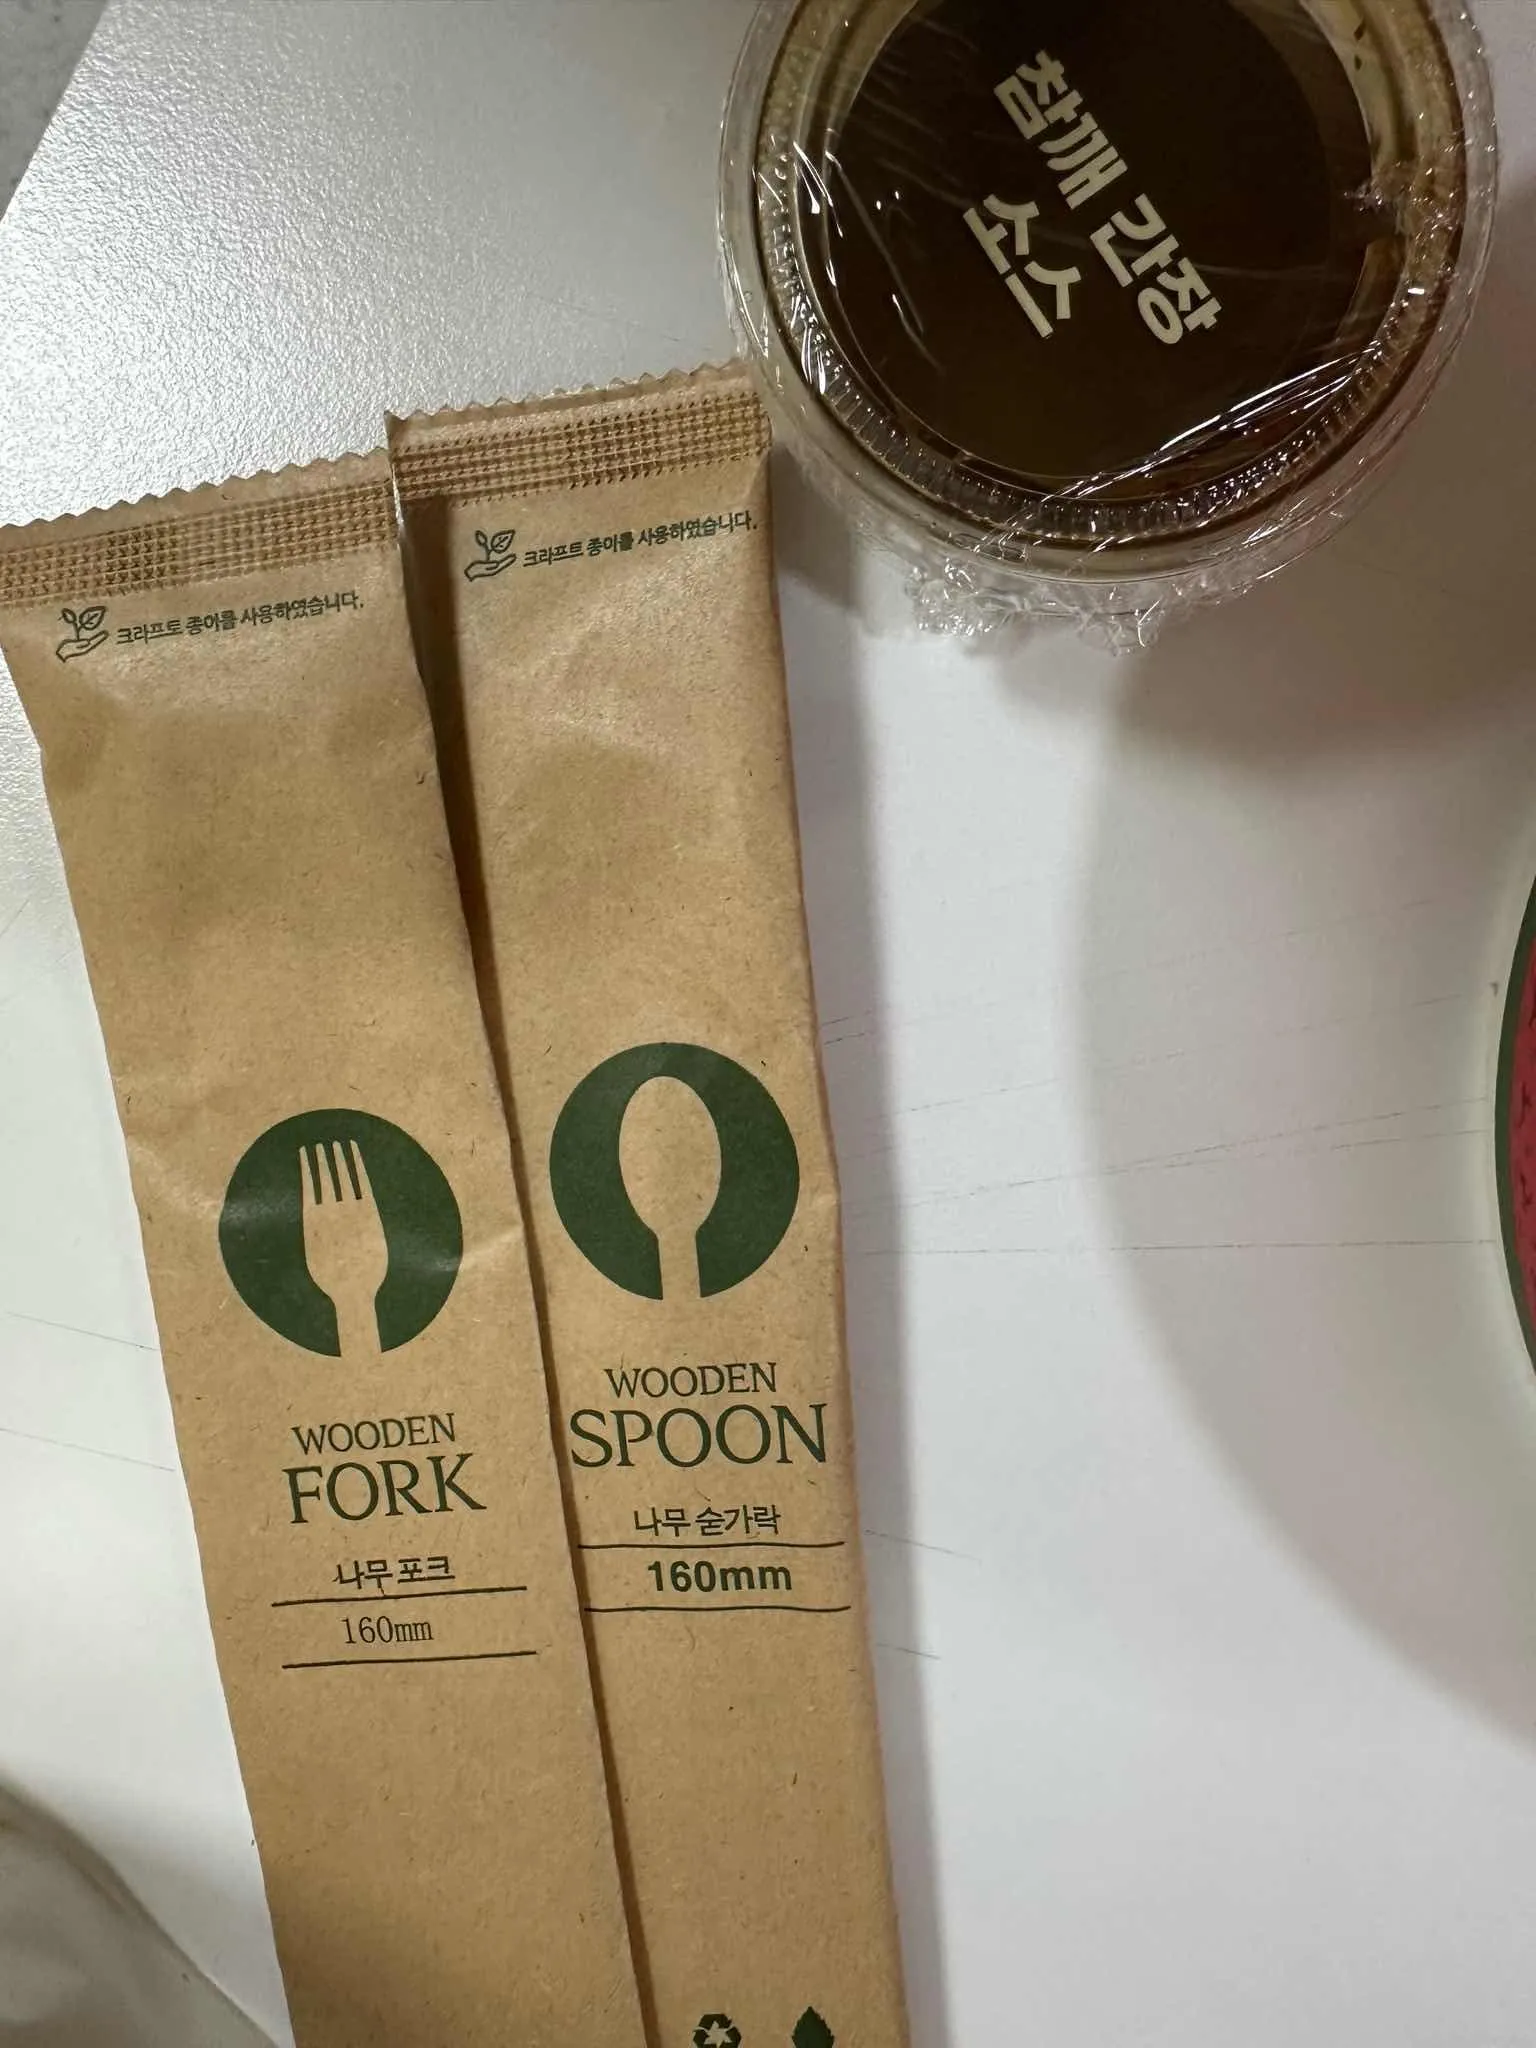 참깨 간장
소스
크라프토 종이를 사용하였습니다.
WOODEN
FORK
나무 포크
160mm
크라프트 종이를 사용하였습니다.
WOODEN
SPOON
나무 숟가락
160mm